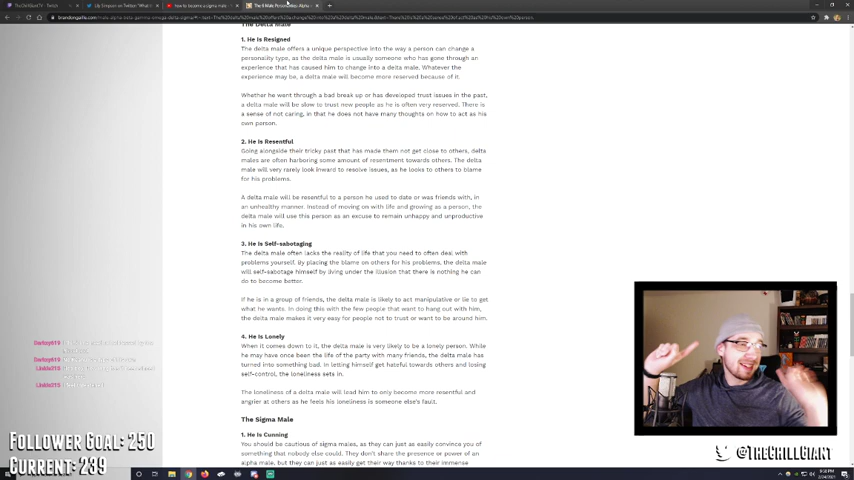 TheChillGiantTV - Twitch
Lily Simpson on Twitter: "What
how to become a sigma male
The 6 Male Personalities: Alpha
brandongaille.com/
The Delta Male
1. He Is Resigned
The delta male offers a unique perspective into the way a person can change a
personality type, as the delta male is usually someone who has gone through an
experience that has caused him to change into a delta male. Whatever the
experience may be, a delta male will become more reserved because of it.
Whether he went through a bad break up or has developed trust issues in the past,
a delta male will be slow to trust new people as he is often very reserved. There is
a sense of not caring, in that he does not have many thoughts on how to act as his
own person.
2. He Is Resentful
Going alongside their tricky past that has made them not get close to others, delta
males are often harboring some amount of resentment towards others. The delta
male will very rarely look inward to resolve issues, as he looks to others to blame
for his problems.
A delta male will be resentful to a person he used to date or was friends with, in
an unhealthy manner. Instead of moving on with life and growing as a person, the
delta male will use this person as an excuse to remain unhappy and unproductive
in his own life.
3. He Is Self-sabotaging
The delta male often lacks the reality of life that you need to often deal with
problems yourself. By placing the blame on others for his problems, the delta male
will self-sabotage himself by living under the illusion that there is nothing he can
do to become better.
If he is in a group of friends, the delta male is likely to act manipulative or lie to get
what he wants. In doing this with the few people that want to hang out with him,
the delta male makes it very easy for people not to trust or want to be around him.
4. He Is Lonely
When it comes down to it, the delta male is very likely to be a lonely person. While
he may have once been the life of the party with many friends, the delta male has
turned into something bad. In letting himself get hateful towards others and losing
self-control, the loneliness sets in.
The loneliness of a delta male will lead him to only become more resentful and
angrier at others as he feels his loneliness is someone else's fault.
The Sigma Male
1. He Is Cunning
You should be cautious of sigma males, as they can just as easily convince you of
something that nobody else could. They don't share the presence or power of an
alpha male, but they can just as easily get their way thanks to their immense
FOLLOWER GOAL: 250
CURRENT: 239
@THECHILLGIANT
2/24/2021